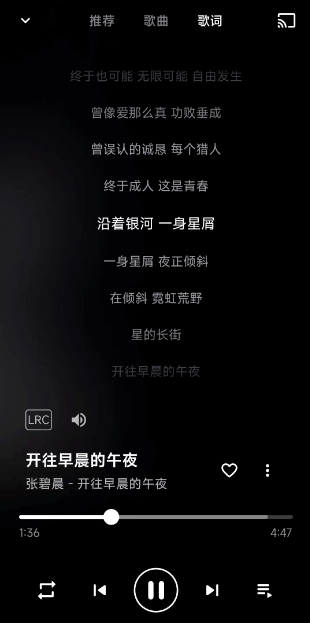 推荐 歌曲 歌词
终于也可能 无限可能 自由发生
曾像爱那么真 功败垂成
曾误认的诚恳 每个猎人
终于成人 这是青春
沿着银河 一身星屑
一身星屑 夜正倾斜
在倾斜 霓虹荒野
星的长街
开往早晨的午夜
LRC
开往早晨的午夜
张碧晨 - 开往早晨的午夜
1:36 4:47